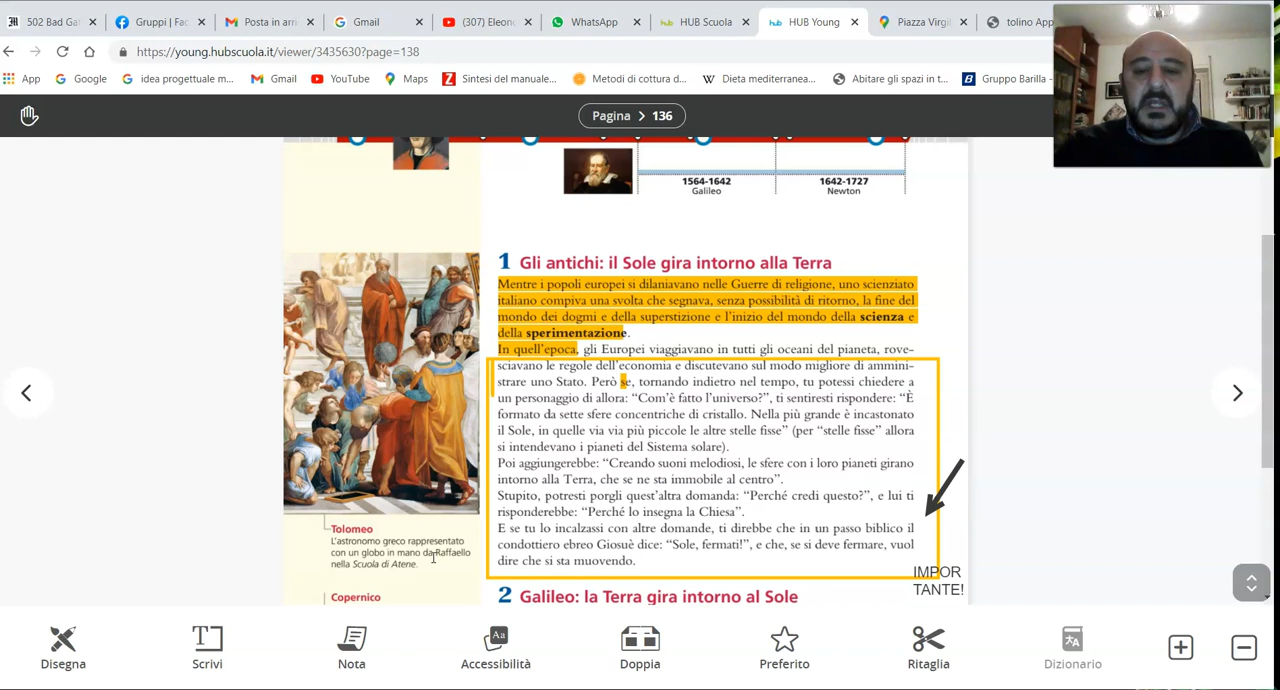 502 Bad Gat
Facebook Gruppi | Fac
Posta in arri
Gmail
(307) Eleon
WhatsApp
HUB Scuola
HUB Young
Piazza Virgil
tolino App
https://young.hubscuola.it/viewer/3435630?page=138
App
Google
idea progettuale m...
Gmail
YouTube
Maps
Sintesi del manuale...
Metodi di cottura d...
Dieta mediterranea...
Abitare gli spazi in t...
Gruppo Barilla -
Pagina > 136
1564-1642
Galileo
1642-1727
Newton
1 Gli antichi: il Sole gira intorno alla Terra
Mentre i popoli europei si dilaniavano nelle Guerre di religione, uno scienziato
italiano compiva una svolta che segnava, senza possibilità di ritorno, la fine del
mondo dei dogmi e della superstizione e l'inizio del mondo della scienza e
della sperimentazione.
In quell'epoca, gli Europei viaggiavano in tutti gli oceani del pianeta, rove-
sciavano le regole dell'economia e discutevano sul modo migliore di ammini-
strare uno Stato. Però se, tornando indietro nel tempo, tu potessi chiedere a
un personaggio di allora: “Com'è fatto l'universo?”, ti sentiresti rispondere: “È
formato da sette sfere concentriche di cristallo. Nella più grande è incastonato
il Sole, in quelle via via più piccole le altre stelle fisse” (per “stelle fisse” allora
si intendevano i pianeti del Sistema solare).
Poi aggiungerebbe: “Creando suoni melodiosi, le sfere con i loro pianeti girano
intorno alla Terra, che se ne sta immobile al centro”.
Stupito, potresti porgli quest'altra domanda: “Perché credi questo?”, e lui ti
risponderebbe: “Perché lo insegna la Chiesa”.
E se tu lo incalzassi con altre domande, ti direbbe che in un passo biblico il
condottiero ebreo Giosuè dice: “Sole, fermati!”, e che, se si deve fermare, vuol
dire che si sta muovendo.
IMPOR
TANTE!
Tolomeo
L'astronomo greco rappresentato
con un globo in mano da Raffaello
nella Scuola di Atene.
Copernico
2 Galileo: la Terra gira intorno al Sole
Disegna
Scrivi
Nota
Accessibilità
Doppia
Preferito
Ritaglia
Dizionario